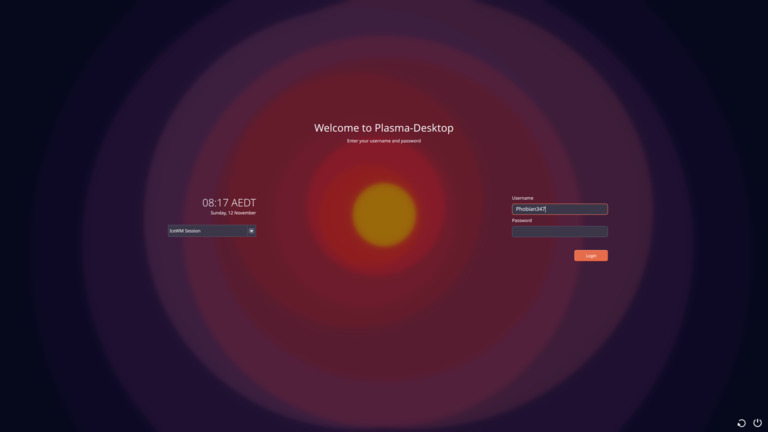 Welcome to Plasma-Desktop
Enter your username and password
08:17 AEDT
Sunday, 12 November
IceWM Session
Username
Phobian347
Password
Login